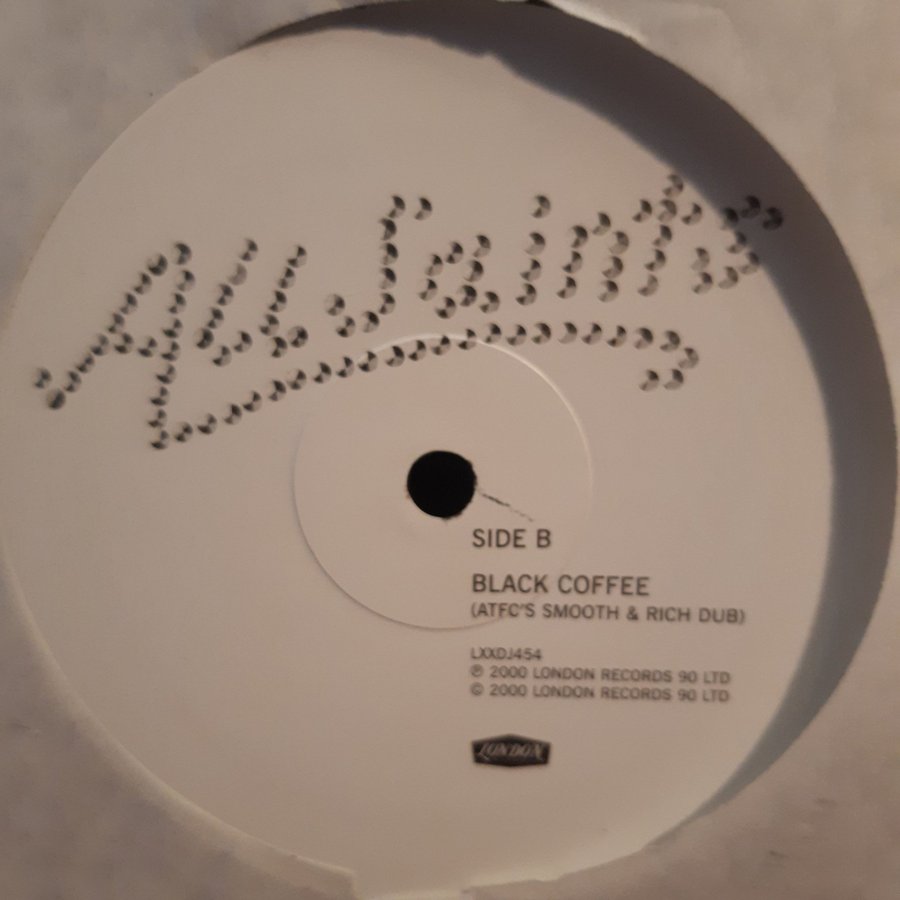 All Saints
SIDE B
BLACK COFFEE
(ATFC'S SMOOTH & RICH DUB)
LXXDJ454
℗ 2000 LONDON RECORDS 90 LTD
© 2000 LONDON RECORDS 90 LTD
LONDON